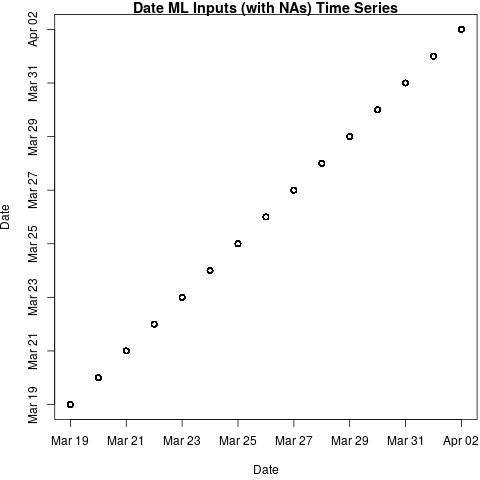 Date ML Inputs (with NAs) Time Series
Date
Apr 02
Mar 31
Mar 29
Mar 27
Mar 25
Mar 23
Mar 21
Mar 19
Mar 19 Mar 21 Mar 23 Mar 25 Mar 27 Mar 29 Mar 31 Apr 02
Date